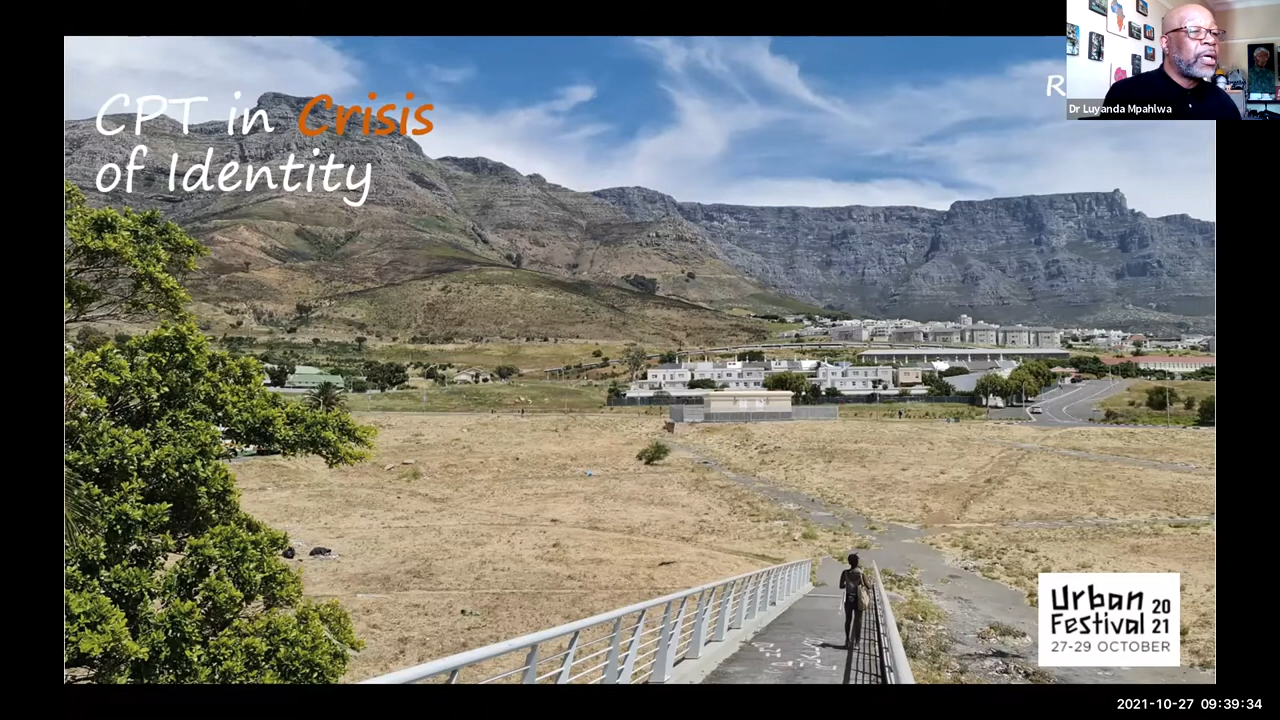 CPT in Crisis
of Identity
R
Dr Luyanda Mpahlwa
Urban 20
Festival 21
27-29 OCTOBER
2021-10-27 09:39:34